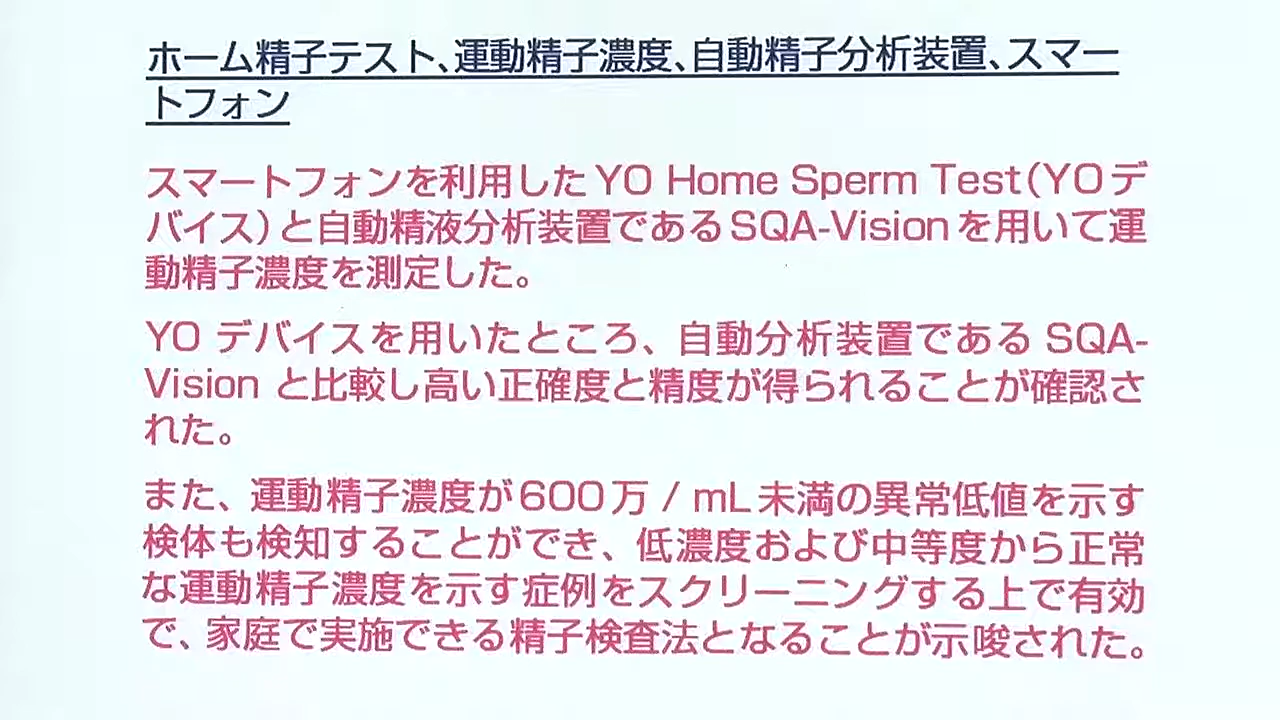 ホーム精子テスト、運動精子濃度、自動精子分析装置、スマー
トフォン
スマートフォンを利用した YO Home Sperm Test(YOデ
バイス)と自動精液分析装置であるSQA-Visionを用いて運
動精子濃度を測定した。
YO デバイスを用いたところ、自動分析装置である SQA-
Vision と比較し高い正確度と精度が得られることが確認さ
れた。
また、運動精子濃度が600万 / mL未満の異常低値を示す
検体も検知することができ、低濃度および中等度から正常
な運動精子濃度を示す症例をスクリーニングする上で有効
で、家庭で実施できる精子検査法となることが示唆された。